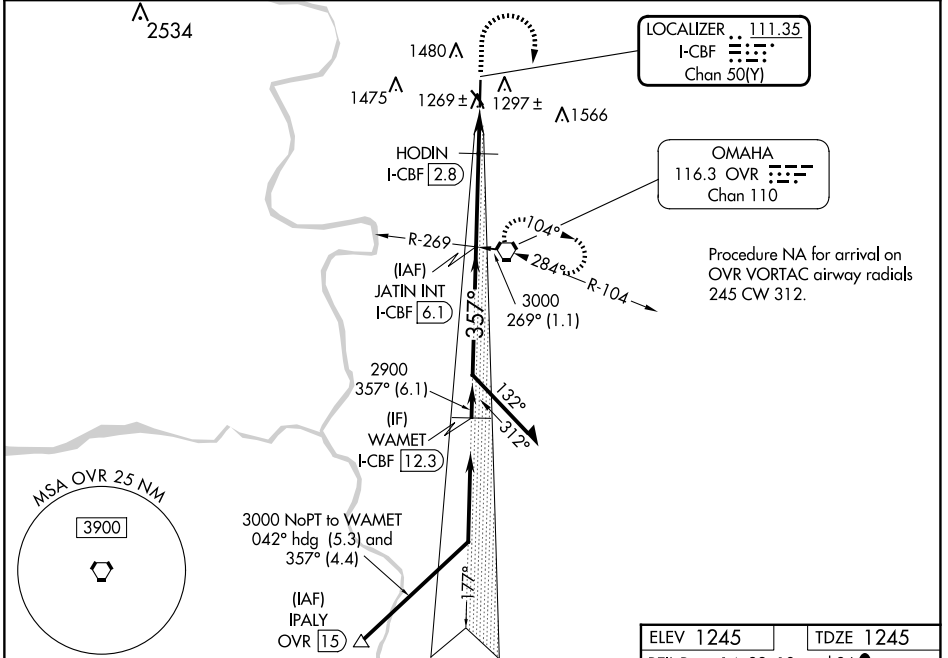 2534
1480
1475
1269 ±
1297 ±
1566
LOCALIZER 111.35
I-CBF
Chan 50(Y)
HODIN
I-CBF 2.8
OMAHA
116.3 OVR
Chan 110
R-269
104°
284°
R-104
(IAF)
JATIN INT
I-CBF 6.1
357°
3000
269° (1.1)
Procedure NA for arrival on
OVR VORTAC airway radials
245 CW 312.
2900
357° (6.1)
132°
312°
(IF)
WAMET
I-CBF 12.3
MSA OVR 25 NM
3900
3000 NoPT to WAMET
042° hdg (5.3) and
357° (4.4)
177°
(IAF)
IPALY
OVR 15
ELEV 1245
TDZE 1245